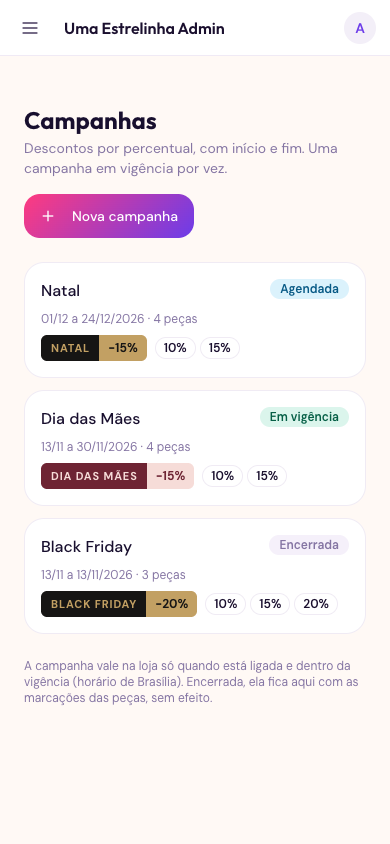 Uma Estrelinha Admin
A
Campanhas
Descontos por percentual, com início e fim. Uma
campanha em vigência por vez.
+ Nova campanha
Natal
Agendada
01/12 a 24/12/2026 · 4 peças
NATAL -15% 10% 15%
Dia das Mães
Em vigência
13/11 a 30/11/2026 · 4 peças
DIA DAS MÃES -15% 10% 15%
Black Friday
Encerrada
13/11 a 13/11/2026 · 3 peças
BLACK FRIDAY -20% 10% 15% 20%
A campanha vale na loja só quando está ligada e dentro da
vigência (horário de Brasília). Encerrada, ela fica aqui com as
marcações das peças, sem efeito.